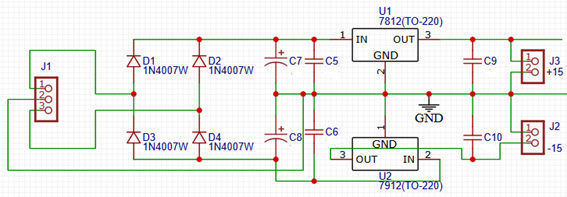 U1
7812(TO-220)
1
IN
OUT
3
GND
2
J1
1
2
3
D1
1N4007W
D2
1N4007W
+
C7
C5
C9
1
2
J3
+15
D3
1N4007W
D4
1N4007W
+
C8
C6
GND
1
GND
3
OUT
IN
2
U2
7912(TO-220)
C10
1
2
J2
-15